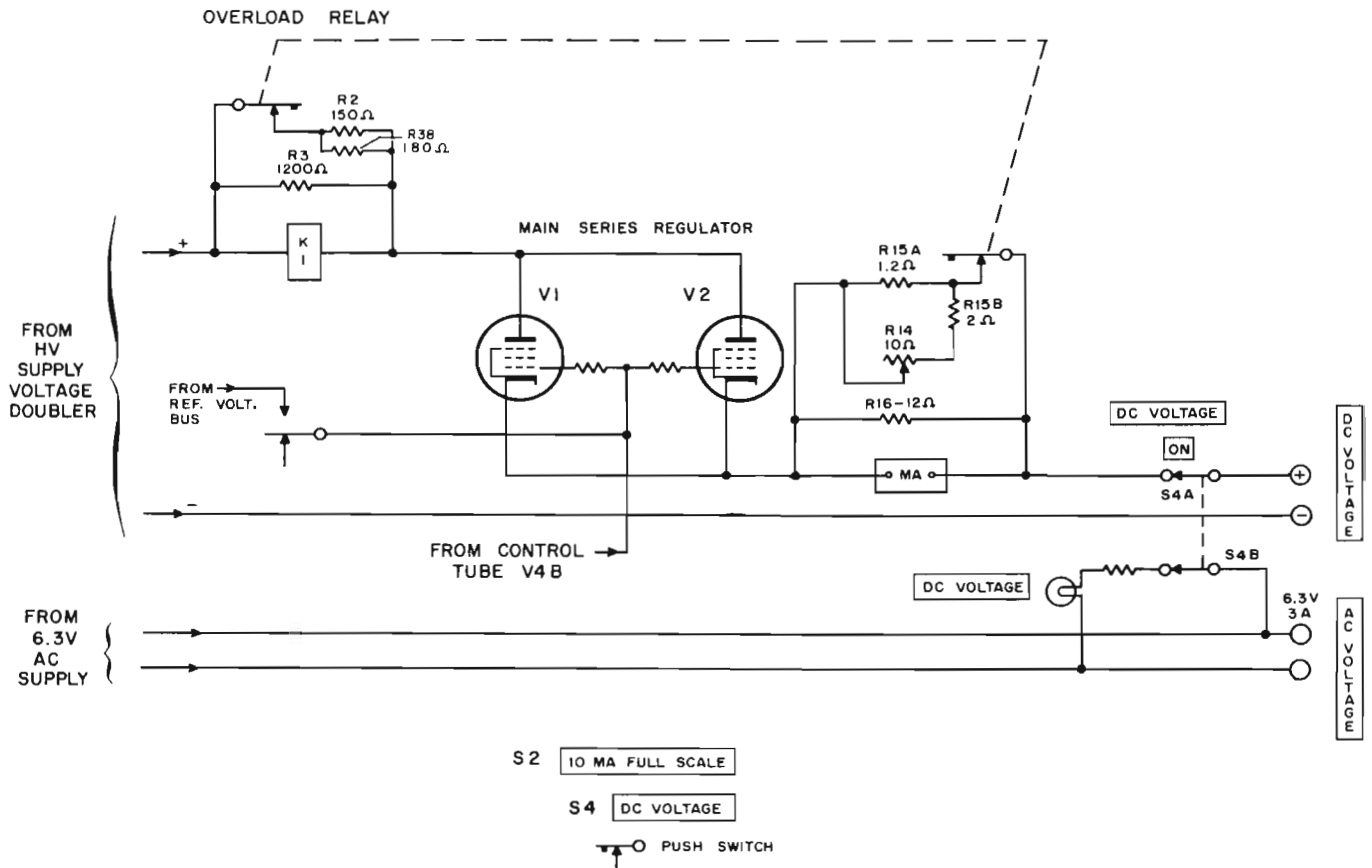 OVERLOAD RELAY
R2
150Ω
R38
180Ω
R3
1200Ω
+
K
1
MAIN SERIES REGULATOR
V1
V2
R15A
1.2Ω
R15B
2Ω
R14
10Ω
R16-12Ω
FROM
HV
SUPPLY
VOLTAGE
DOUBLER
FROM
REF. VOLT.
BUS
MA
DC VOLTAGE
ON
S4A
+
-
−
DC VOLTAGE
FROM CONTROL
TUBE V4B
DC VOLTAGE
S4B
6.3V
3A
FROM
6.3V
AC
SUPPLY
AC VOLTAGE
S2 10 MA FULL SCALE
S4 DC VOLTAGE
PUSH SWITCH